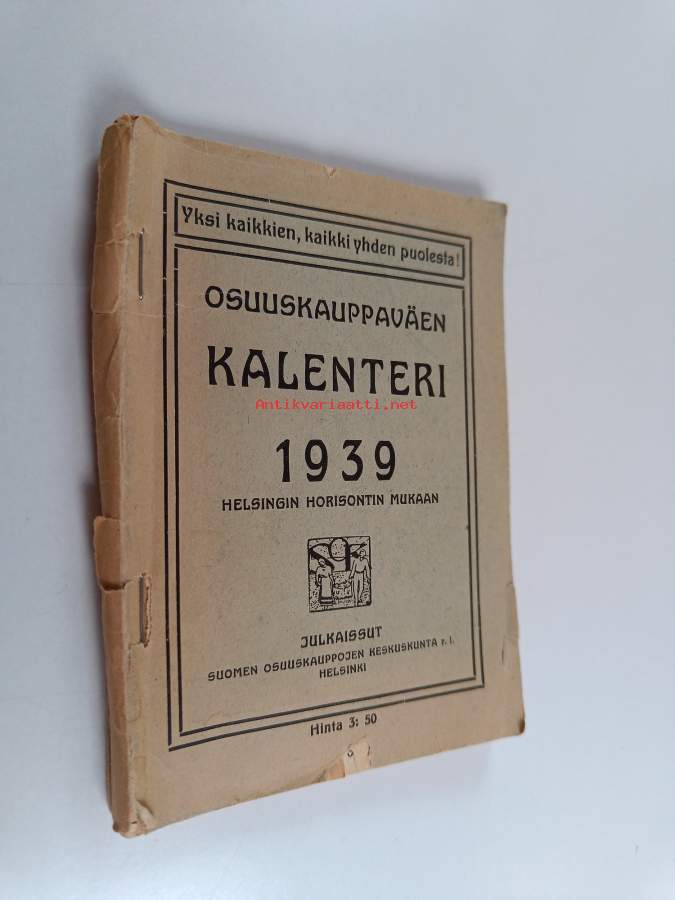 Yksi kaikkien, kaikki yhden puolesta!
OSUUSKAUPPAVÄEN
KALENTERI
Antikvariaatti.net
1939
HELSINGIN HORISONTIN MUKAAN
JULKAISSUT
SUOMEN OSUUSKAUPPOJEN KESKUSKUNTA r. l.
HELSINKI
Hinta 3: 50